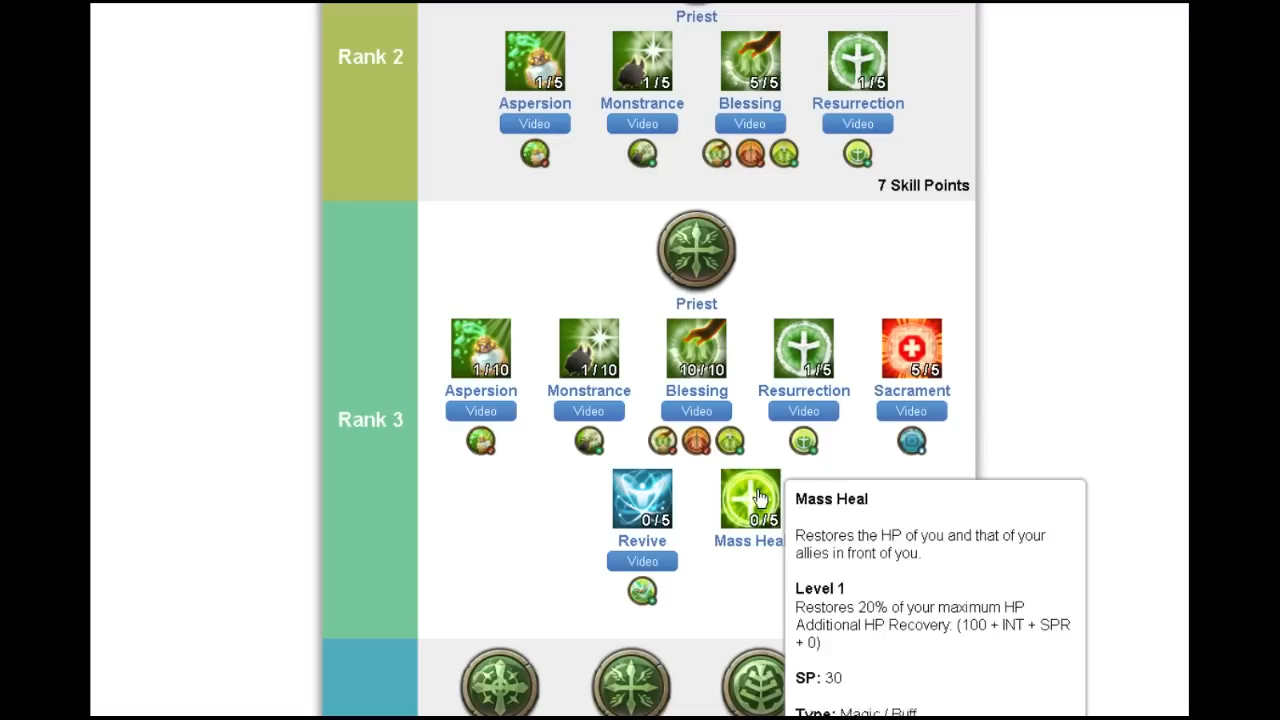 Priest
Rank 2
1/5 1/5 5/5 1/5
Aspersion Monstrance Blessing Resurrection
Video Video Video Video
7 Skill Points
Priest
Rank 3
1/10 1/10 10/10 1/5 5/5
Aspersion Monstrance Blessing Resurrection Sacrament
Video Video Video Video Video
0/5 0/5
Revive Mass Hea
Video
Mass Heal
Restores the HP of you and that of your
allies in front of you.
Level 1
Restores 20% of your maximum HP
Additional HP Recovery: (100 + INT + SPR
+ 0)
SP: 30
Type: Magic / Buff